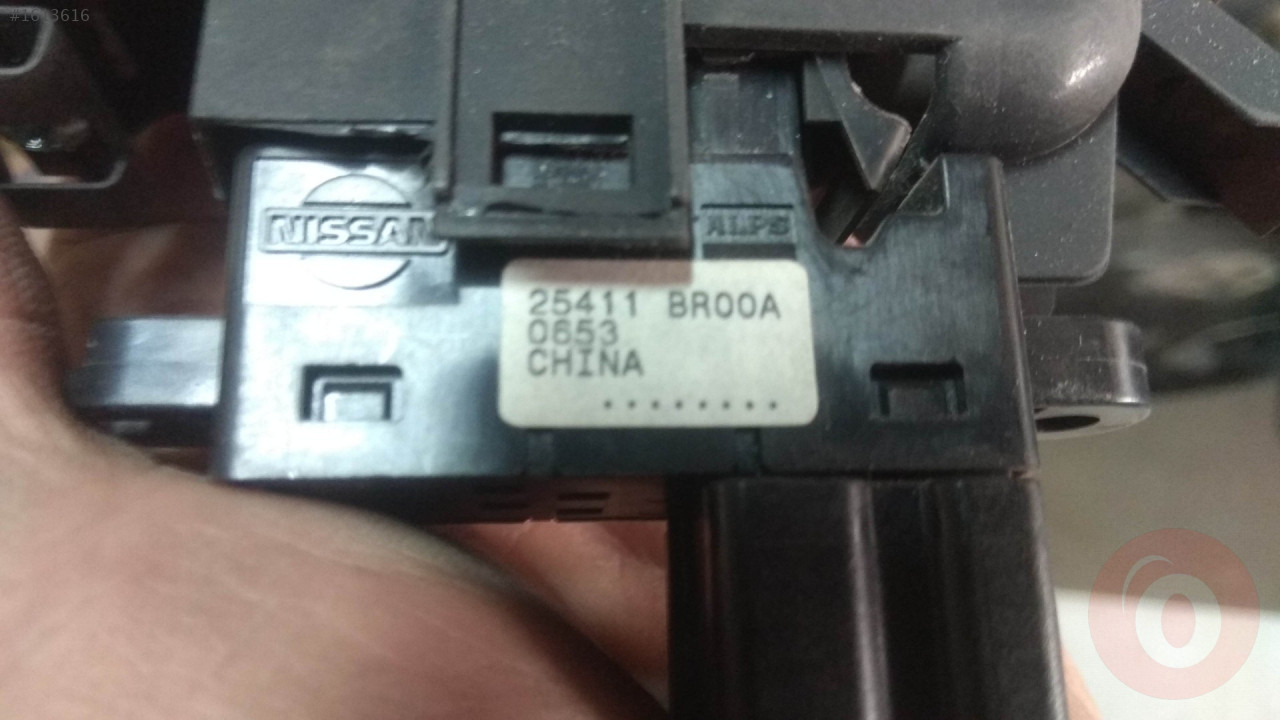 NISSAN
ALPS
25411 BR00A
0653
CHINA